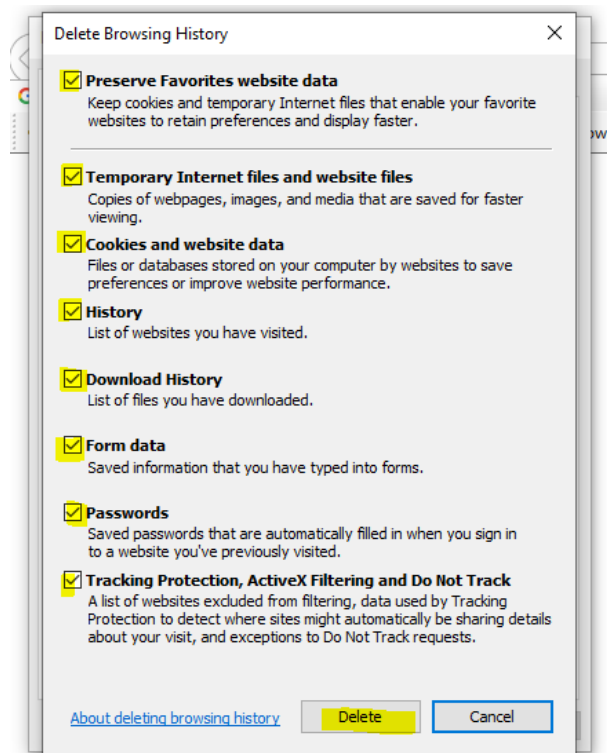 Delete Browsing History
Preserve Favorites website data
Keep cookies and temporary Internet files that enable your favorite
websites to retain preferences and display faster.
Temporary Internet files and website files
Copies of webpages, images, and media that are saved for faster
viewing.
Cookies and website data
Files or databases stored on your computer by websites to save
preferences or improve website performance.
History
List of websites you have visited.
Download History
List of files you have downloaded.
Form data
Saved information that you have typed into forms.
Passwords
Saved passwords that are automatically filled in when you sign in
to a website you've previously visited.
Tracking Protection, ActiveX Filtering and Do Not Track
A list of websites excluded from filtering, data used by Tracking
Protection to detect where sites might automatically be sharing details
about your visit, and exceptions to Do Not Track requests.
About deleting browsing history Delete Cancel